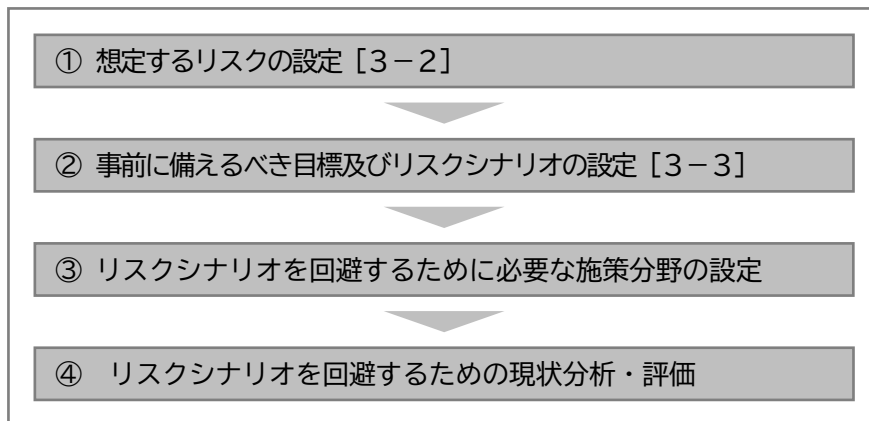 ① 想定するリスクの設定［３－２］
② 事前に備えるべき目標及びリスクシナリオの設定［３－３］
③ リスクシナリオを回避するために必要な施策分野の設定
④　リスクシナリオを回避するための現状分析・評価